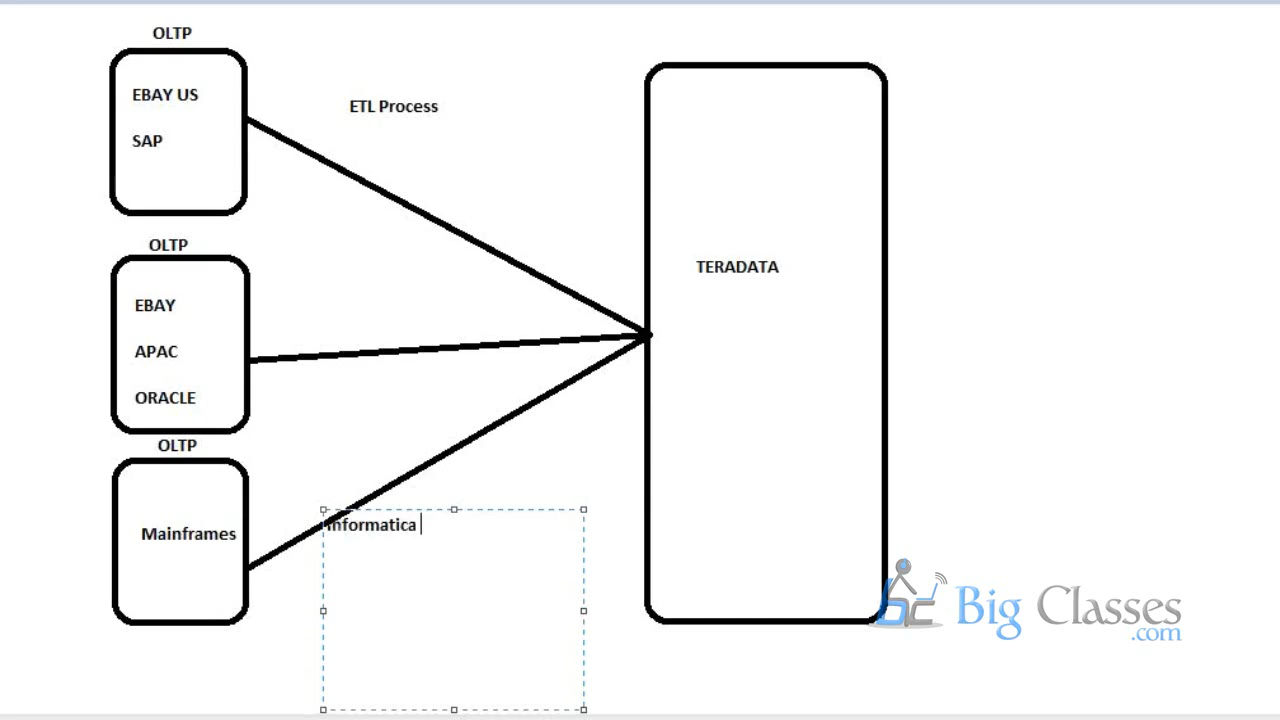 OLTP
EBAY US
SAP
ETL Process
OLTP
EBAY
APAC
ORACLE
TERADATA
OLTP
Mainframes
Informatica
Big Classes
.com